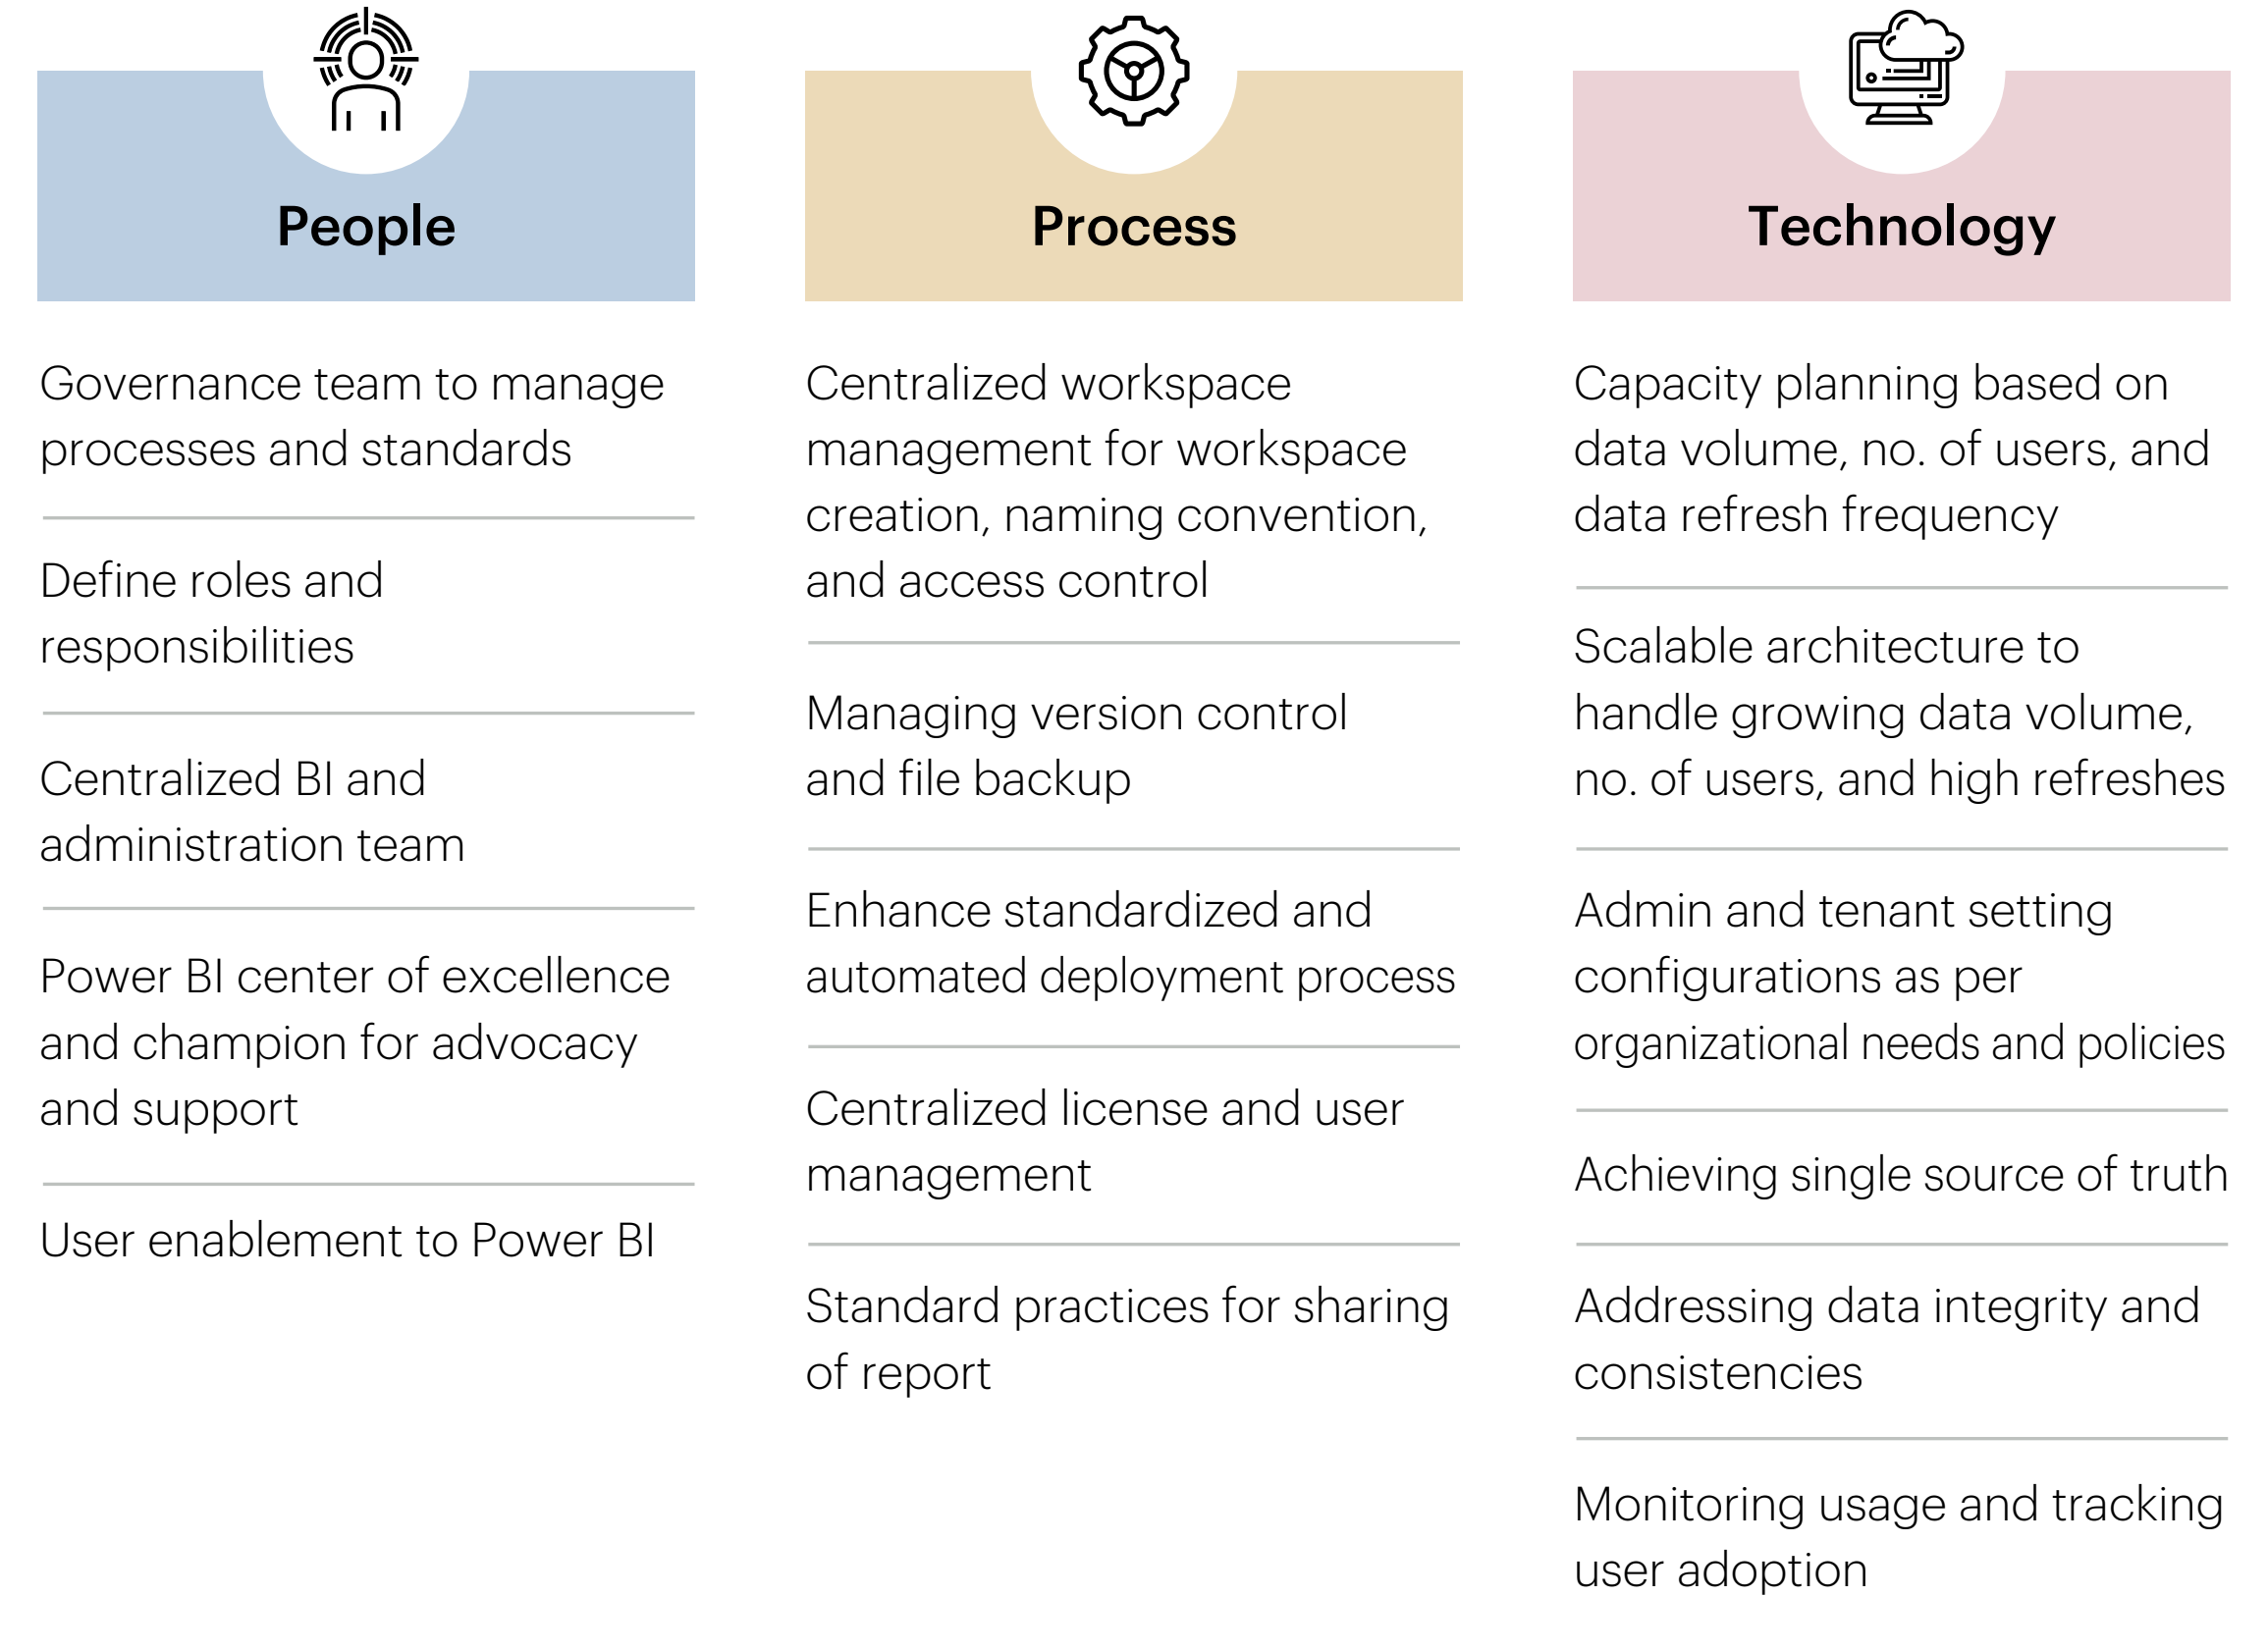 People
Governance team to manage
processes and standards
Define roles and
responsibilities
Centralized BI and
administration team
Power BI center of excellence
and champion for advocacy
and support
User enablement to Power BI
Process
Centralized workspace
management for workspace
creation, naming convention,
and access control
Managing version control
and file backup
Enhance standardized and
automated deployment process
Centralized license and user
management
Standard practices for sharing
of report
Technology
Capacity planning based on
data volume, no. of users, and
data refresh frequency
Scalable architecture to
handle growing data volume,
no. of users, and high refreshes
Admin and tenant setting
configurations as per
organizational needs and policies
Achieving single source of truth
Addressing data integrity and
consistencies
Monitoring usage and tracking
user adoption